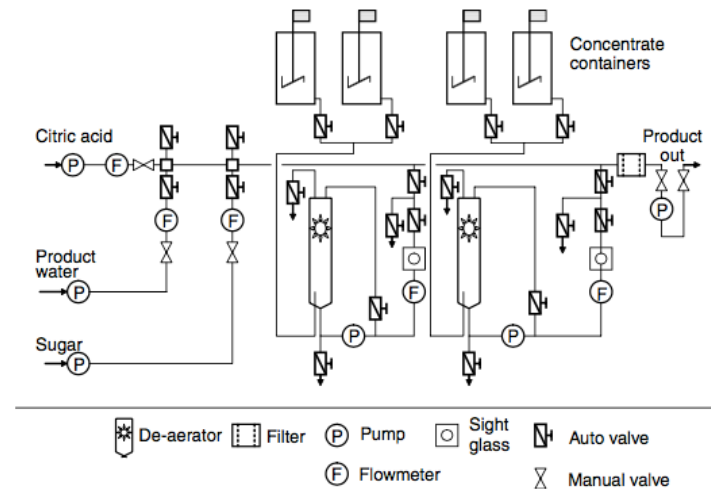 Concentrate
containers
Citric acid
Product
out
P
F
F
F
Product
water
P
P
Sugar
P
P
F
P
F
De-aerator
Filter
P
Pump
Sight
glass
Auto valve
F
Flowmeter
Manual valve